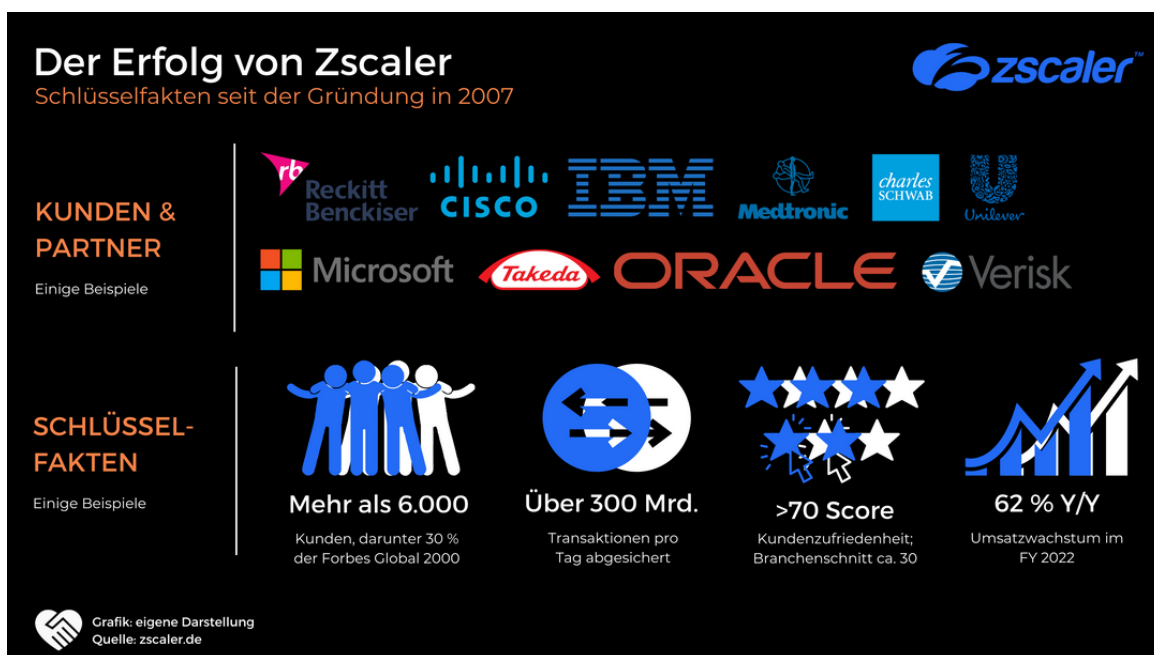 Der Erfolg von Zscaler
Schlüsselfakten seit der Gründung in 2007
zscaler™
KUNDEN &
PARTNER
Einige Beispiele
rb
Reckitt
Benckiser
CISCO
IBM
Medtronic
charles
SCHWAB
Unilever
Microsoft
Takeda
ORACLE
Verisk
SCHLÜSSEL-
FAKTEN
Einige Beispiele
Mehr als 6.000
Kunden, darunter 30 %
der Forbes Global 2000
Über 300 Mrd.
Transaktionen pro
Tag abgesichert
>70 Score
Kundenzufriedenheit;
Branchenschnitt ca. 30
62 % Y/Y
Umsatzwachstum im
FY 2022
Grafik: eigene Darstellung
Quelle: zscaler.de